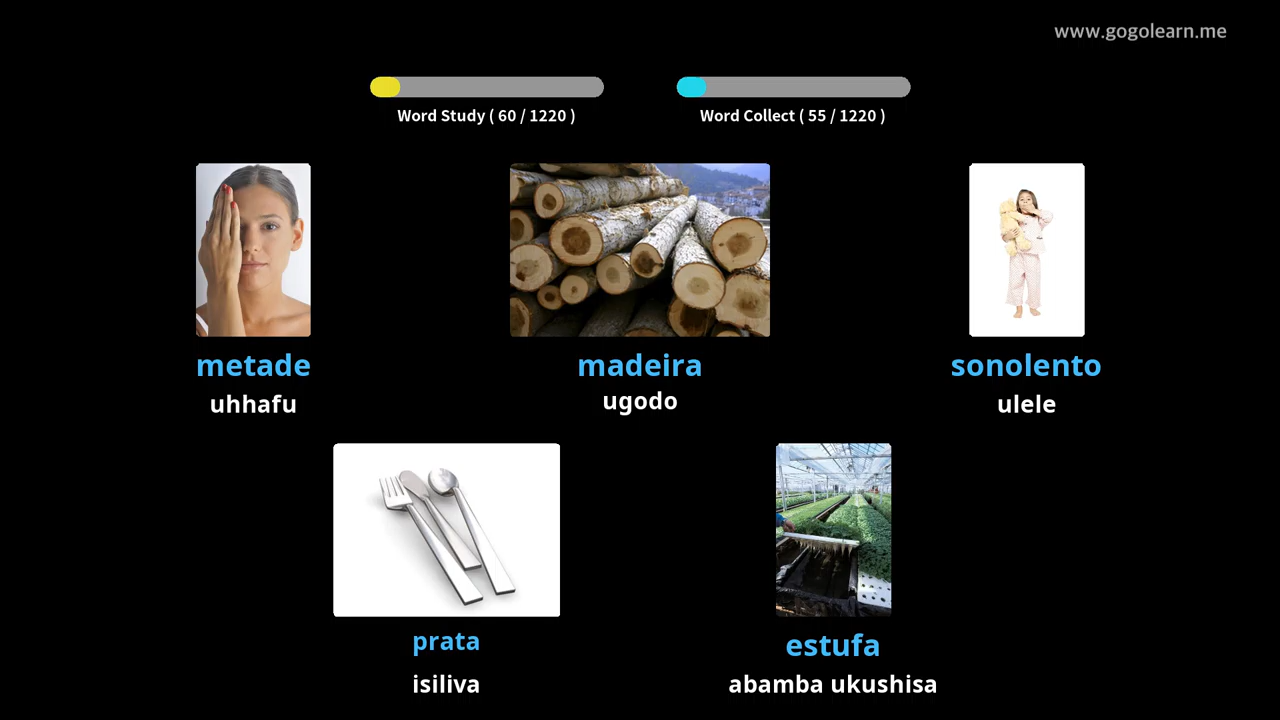 www.gogolearn.me
Word Study ( 60 / 1220 )
Word Collect ( 55 / 1220 )
metade
uhhafu
madeira
ugodo
sonolento
ulele
prata
isiliva
estufa
abamba ukushisa